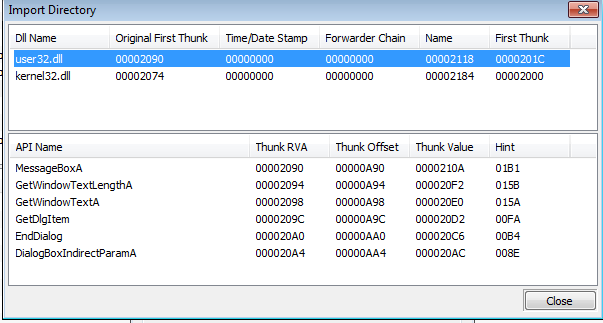 Import Directory
Dll Name Original First Thunk Time/Date Stamp Forwarder Chain Name First Thunk
user32.dll 00002090 00000000 00000000 00002118 0000201C
kernel32.dll 00002074 00000000 00000000 00002184 00002000
API Name Thunk RVA Thunk Offset Thunk Value Hint
MessageBoxA 00002090 00000A90 0000210A 01B1
GetWindowTextLengthA 00002094 00000A94 000020F2 015B
GetWindowTextA 00002098 00000A98 000020E0 015A
GetDlgItem 0000209C 00000A9C 000020D2 00FA
EndDialog 000020A0 00000AA0 000020C6 00B4
DialogBoxIndirectParamA 000020A4 00000AA4 000020AC 008E
Close